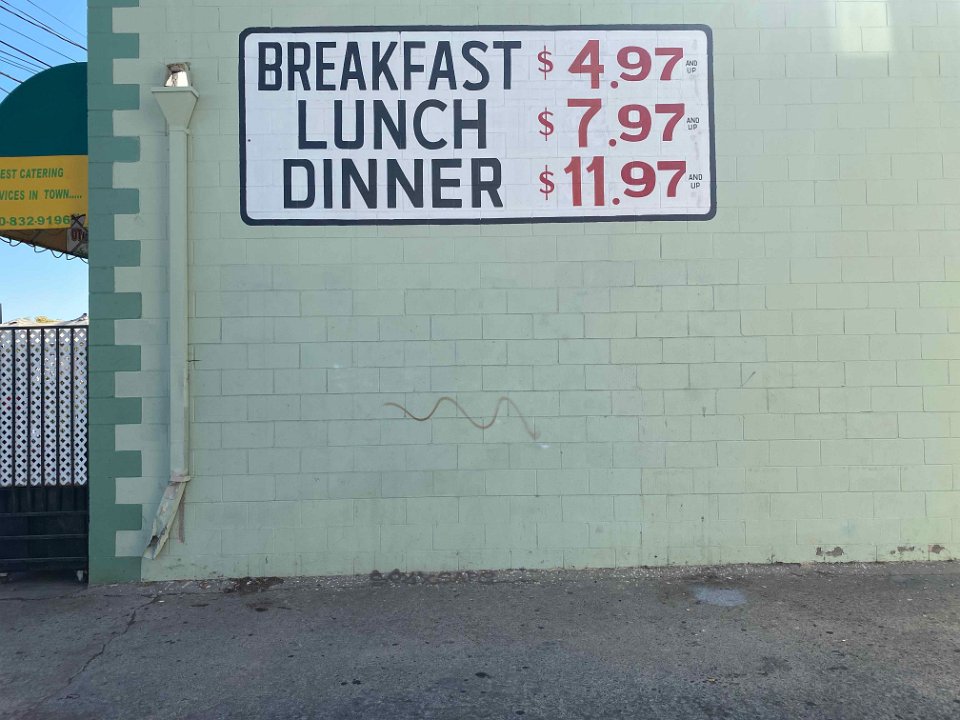 BREAKFAST $ 4.97 AND UP
LUNCH $ 7.97 AND UP
DINNER $ 11.97 AND UP
EST CATERING
VICES IN TOWN.....
0-832-9196